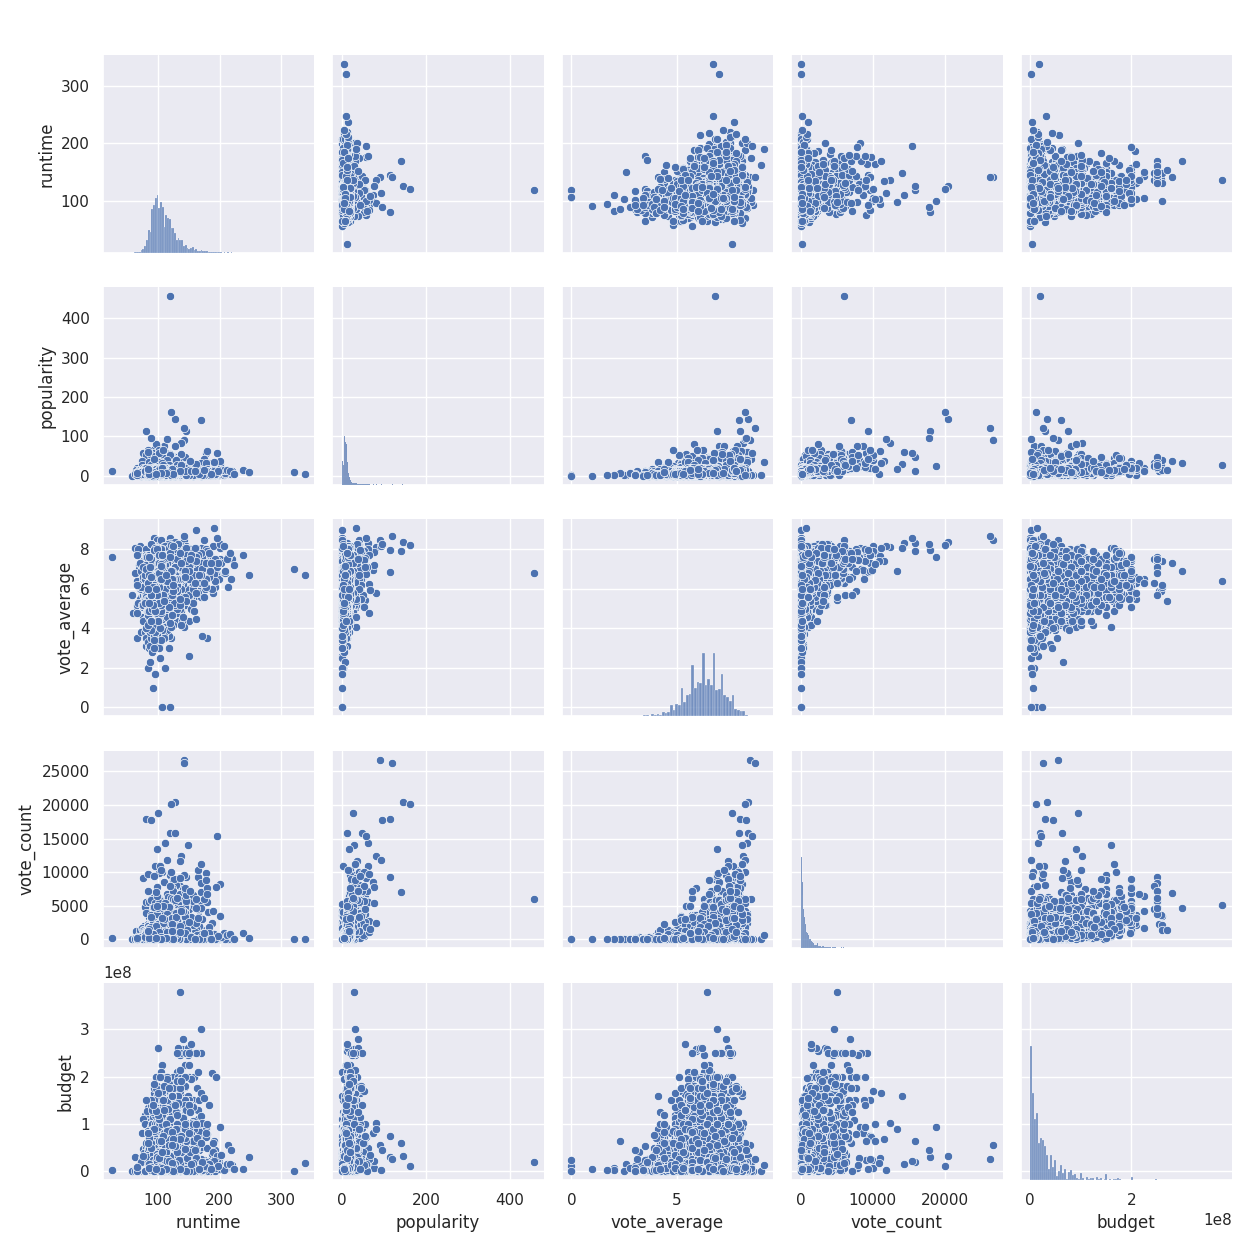 300
200
100
runtime
400
300
200
100
0
popularity
8
6
4
2
0
vote_average
25000
20000
15000
10000
5000
0
vote_count
1e8
3
2
1
0
budget
100 200 300
0 200 400
0 5
0 10000 20000
0 2
1e8
runtime popularity vote_average vote_count budget